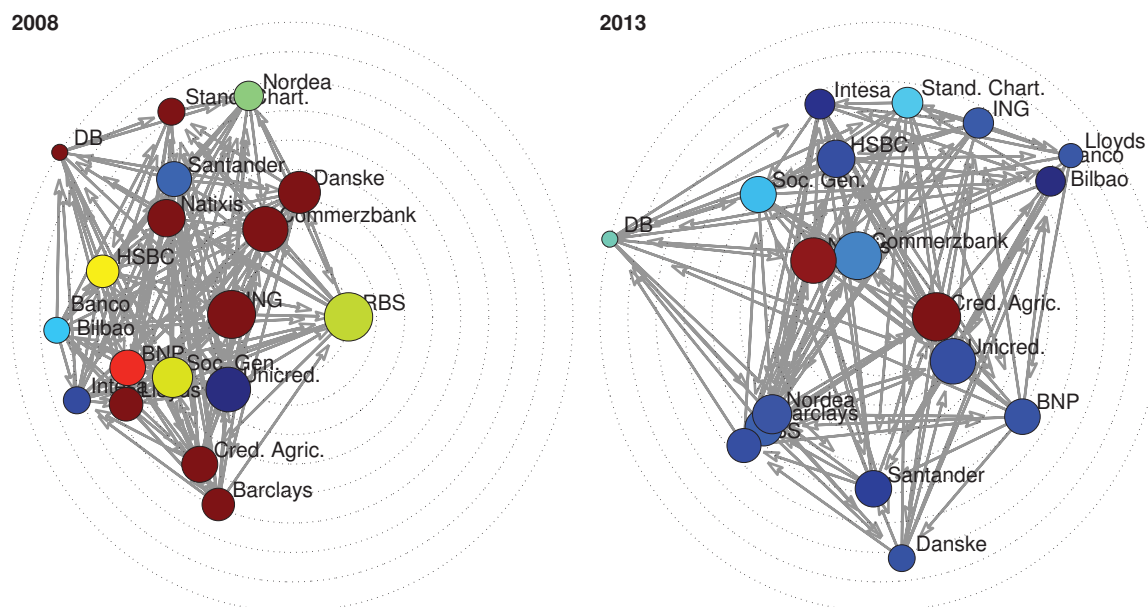 2008
Nordea
Stand. Chart.
DB
Santander
Danske
Natixis
Commerzbank
HSBC
Banco
Bilbao
ING
RBS
BNP
Soc. Gen.
Unicred.
Intesa
Lloyds
Cred. Agric.
Barclays
2013
Intesa
Stand. Chart.
ING
HSBC
Lloyds
Banco
Bilbao
Soc. Gen.
DB
Commerzbank
Cred. Agric.
Unicred.
Nordea
Barclays
BNP
Santander
Danske